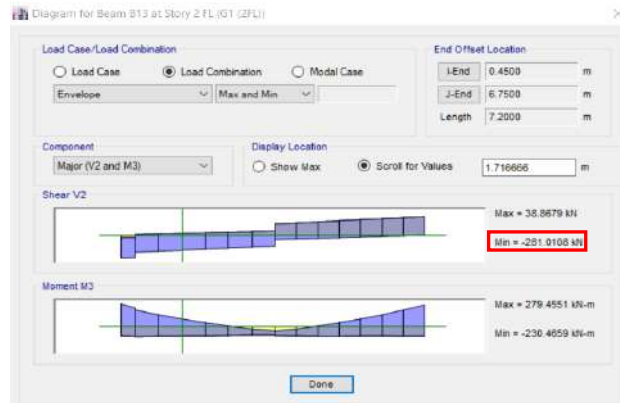 Diagram for Beam B13 at Story 2 FL (G1 (2FL))
Load Case/Load Combination
Load Case
Load Combination
Modal Case
Envelope
Max and Min
End Offset Location
I-End 0.4500 m
J-End 6.7500 m
Length 7.2000 m
Component
Major (V2 and M3)
Display Location
Show Max
Scroll for Values
1.716666 m
Shear V2
Max = 38.8679 kN
Min = -281.0108 kN
Moment M3
Max = 279.4551 kN-m
Min = -230.4659 kN-m
Done